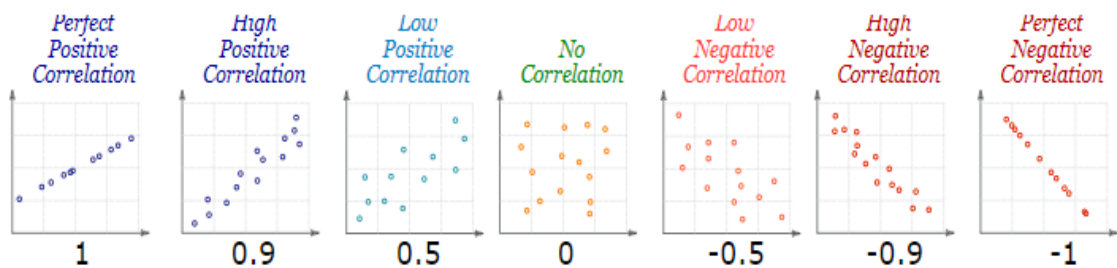 Perfect
Positive
Correlation
High
Positive
Correlation
Low
Positive
Correlation
No
Correlation
Low
Negative
Correlation
High
Negative
Correlation
Perfect
Negative
Correlation
1
0.9
0.5
0
-0.5
-0.9
-1